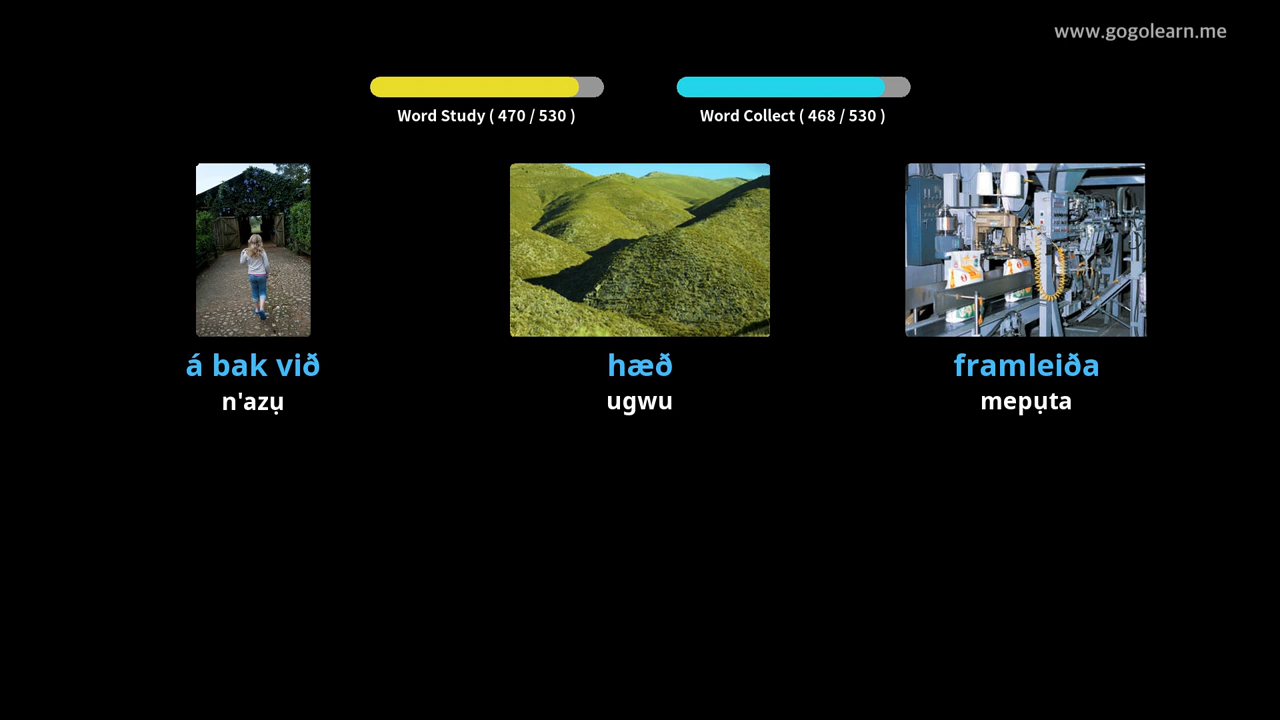 www.gogolearn.me
Word Study ( 470 / 530 )
Word Collect ( 468 / 530 )
á bak við
n'azụ
hæð
ugwu
framleiða
mepụta